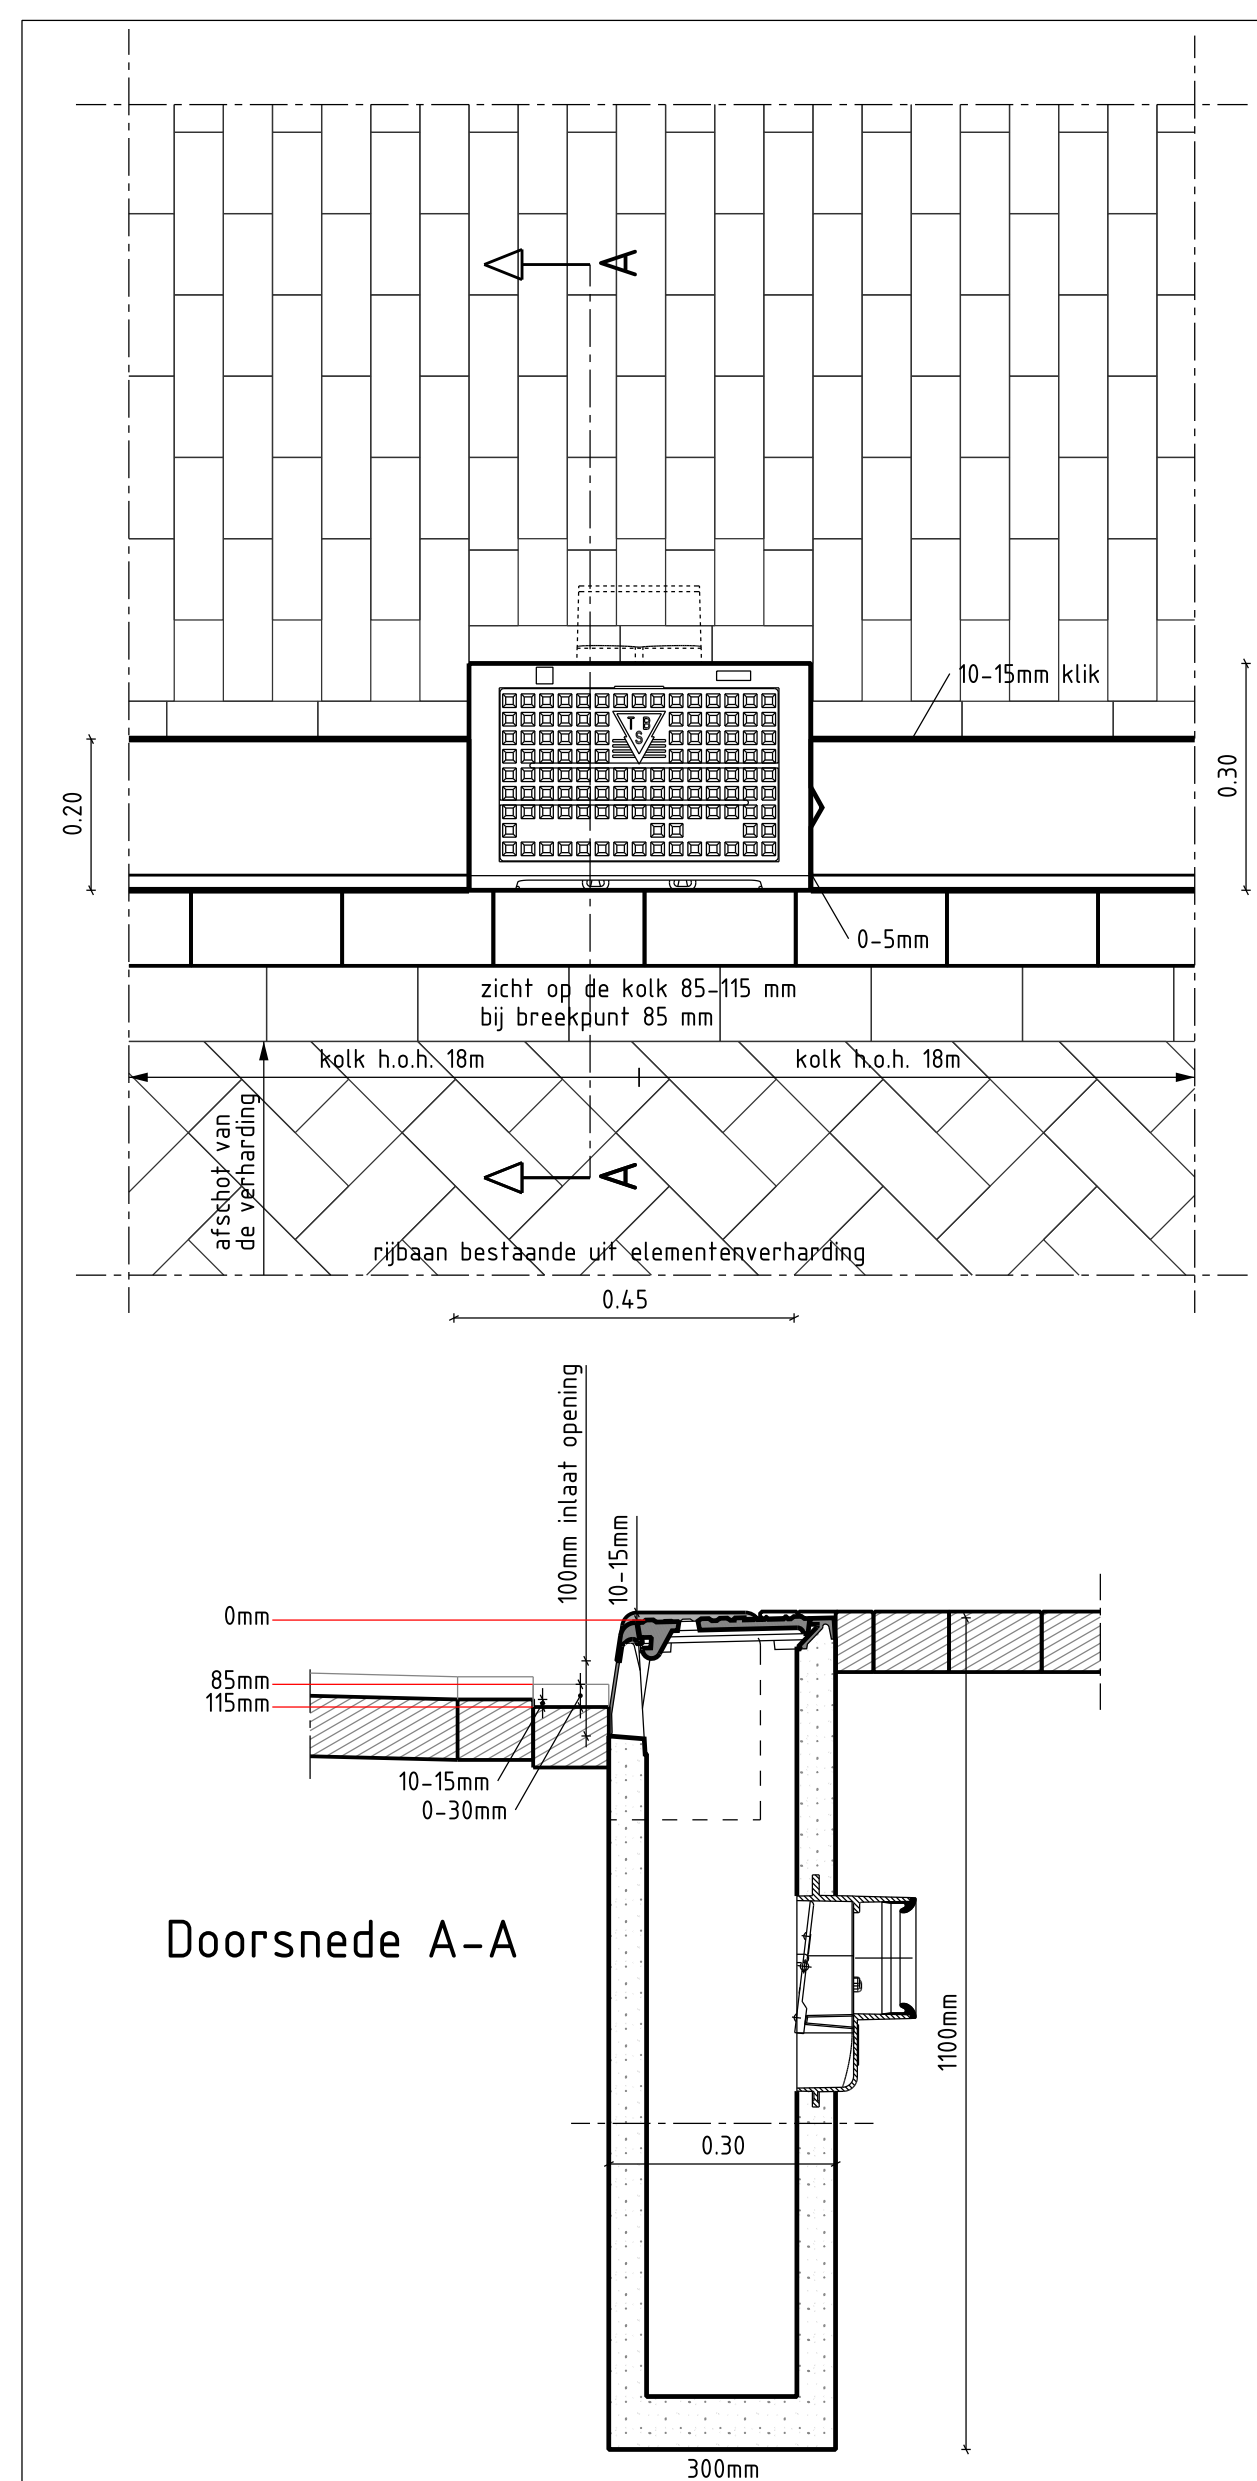 A
10-15mm klik
T B
S
0.20
0.30
0-5mm
zicht op de kolk 85-115 mm
bij breekpunt 85 mm
kolk h.o.h. 18m
kolk h.o.h. 18m
afschot van
de verharding
A
rijbaan bestaande uit elementenverharding
0.45
100mm inlaat opening
10-15mm
0mm
85mm
115mm
10-15mm
0-30mm
Doorsnede A-A
1100mm
0.30
300mm